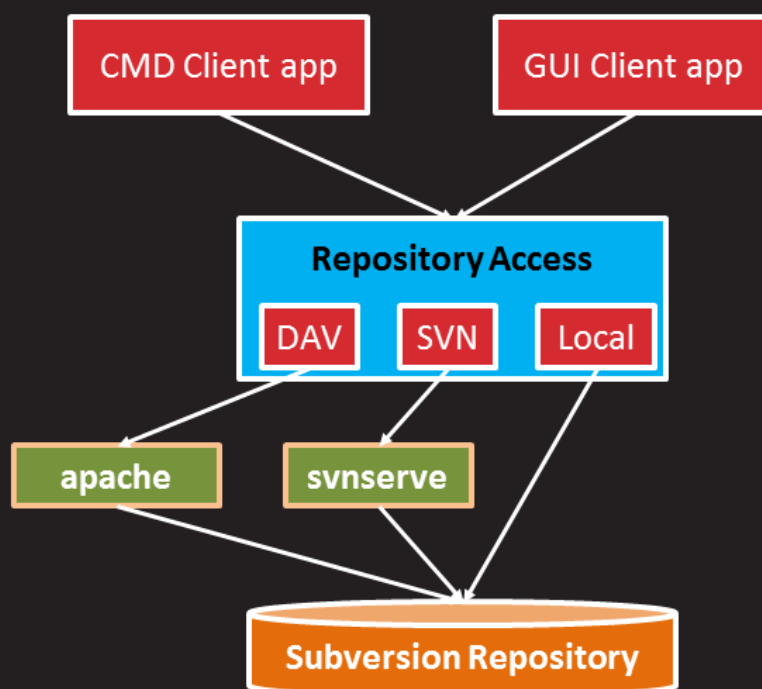 CMD Client app
GUI Client app
Repository Access
DAV
SVN
Local
apache
svnserve
Subversion Repository